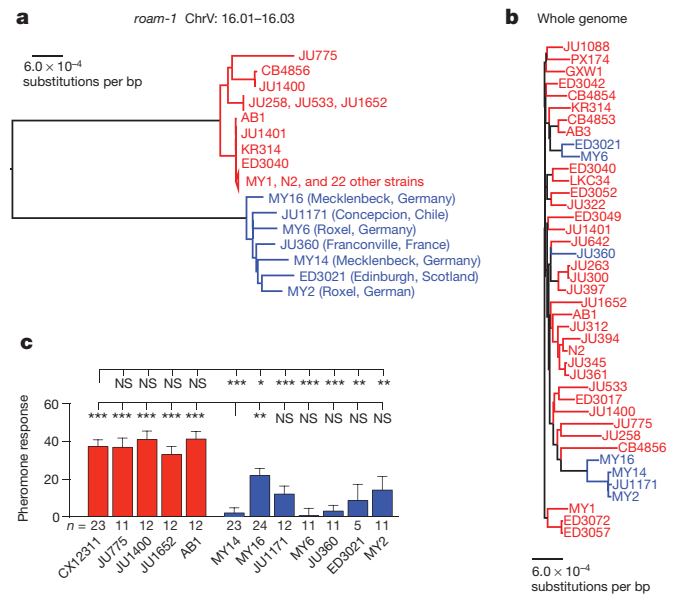 a
roam-1 ChrV: 16.01–16.03
6.0 × 10⁻⁴
substitutions per bp
JU775
CB4856
JU1400
JU258, JU533, JU1652
AB1
JU1401
KR314
ED3040
MY1, N2, and 22 other strains
MY16 (Mecklenbeck, Germany)
JU1171 (Concepcion, Chile)
MY6 (Roxel, Germany)
JU360 (Franconville, France)
MY14 (Mecklenbeck, Germany)
ED3021 (Edinburgh, Scotland)
MY2 (Roxel, German)
b
Whole genome
JU1088
PX174
GXW1
ED3042
CB4854
KR314
CB4853
AB3
ED3021
MY6
ED3040
LKC34
ED3052
JU322
ED3049
JU1401
JU642
JU360
JU263
JU300
JU397
JU1652
AB1
JU312
JU394
N2
JU345
JU361
JU533
ED3017
JU1400
JU775
JU258
CB4856
MY16
MY14
JU1171
MY2
MY1
ED3072
ED3057
6.0 × 10⁻⁴
substitutions per bp
c
NS NS NS NS *** * *** *** *** ** **
*** *** *** *** *** ** NS NS NS NS NS
Pheromone response
60
40
20
0
n = 23 11 12 12 12 23 24 12 11 11 5 11
CX12311 JU775 JU1400 JU1652 AB1 MY14 MY16 JU1171 MY6 JU360 ED3021 MY2